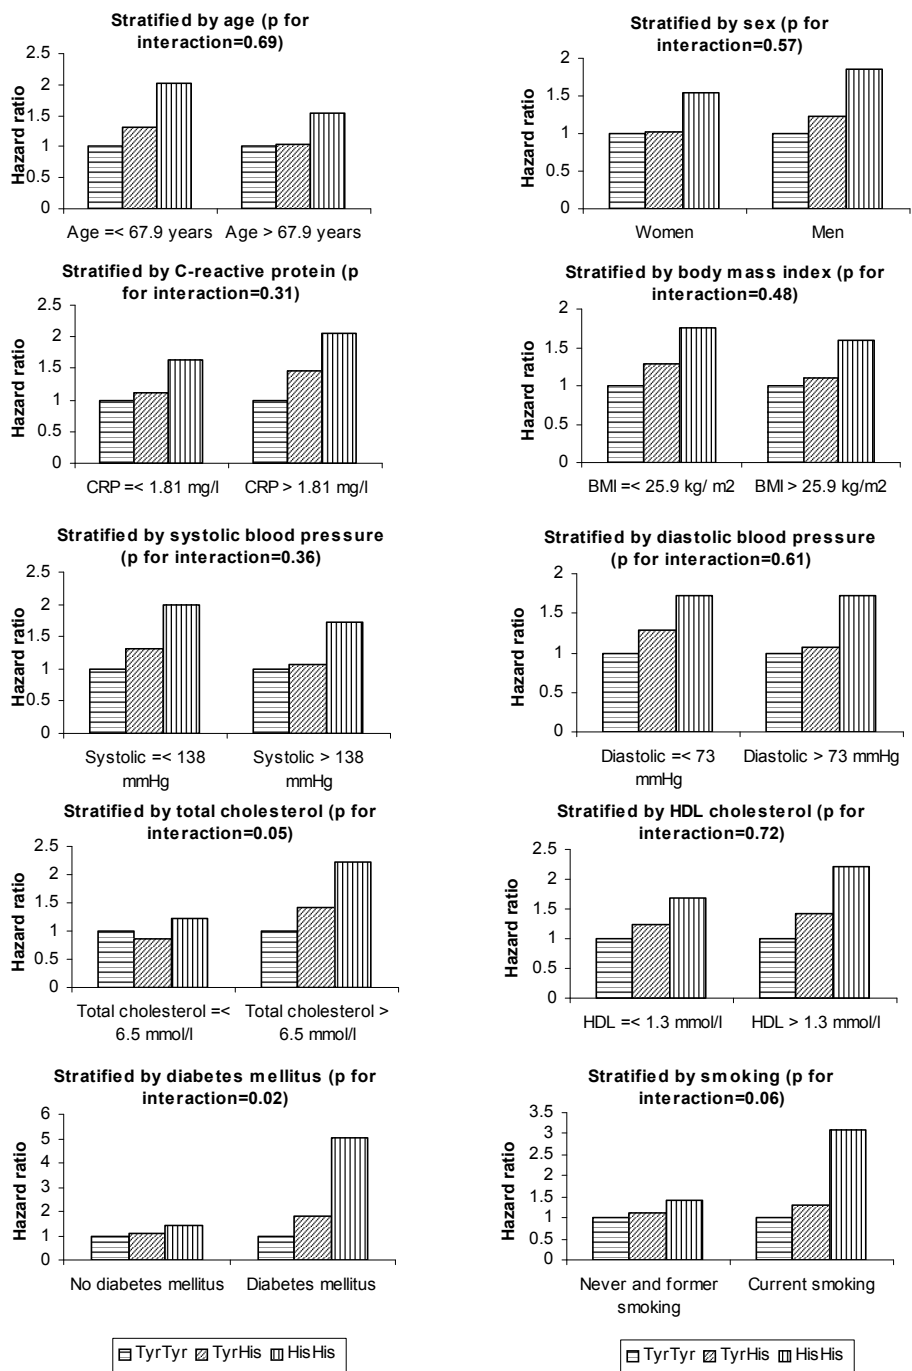 Stratified by age (p for
interaction=0.69)
Hazard ratio
2.5
2
1.5
1
0.5
0
Age =< 67.9 years
Age > 67.9 years
Stratified by sex (p for
interaction=0.57)
Hazard ratio
2
1.5
1
0.5
0
Women
Men
Stratified by C-reactive protein (p
for interaction=0.31)
Hazard ratio
2.5
2
1.5
1
0.5
0
CRP =< 1.81 mg/l
CRP > 1.81 mg/l
Stratified by body mass index (p for
interaction=0.48)
Hazard ratio
2
1.5
1
0.5
0
BMI =< 25.9 kg/ m2
BMI > 25.9 kg/m2
Stratified by systolic blood pressure
(p for interaction=0.36)
Hazard ratio
2.5
2
1.5
1
0.5
0
Systolic =< 138
mmHg
Systolic > 138
mmHg
Stratified by diastolic blood pressure
(p for interaction=0.61)
Hazard ratio
2
1.5
1
0.5
0
Diastolic =< 73
mmHg
Diastolic > 73 mmHg
Stratified by total cholesterol (p for
interaction=0.05)
Hazard ratio
2.5
2
1.5
1
0.5
0
Total cholesterol =<
6.5 mmol/l
Total cholesterol >
6.5 mmol/l
Stratified by HDL cholesterol (p for
interaction=0.72)
Hazard ratio
2.5
2
1.5
1
0.5
0
HDL =< 1.3 mmol/l
HDL > 1.3 mmol/l
Stratified by diabetes mellitus (p for
interaction=0.02)
Hazard ratio
6
5
4
3
2
1
0
No diabetes mellitus
Diabetes mellitus
Stratified by smoking (p for
interaction=0.06)
Hazard ratio
3.5
3
2.5
2
1.5
1
0.5
0
Never and former
smoking
Current smoking
TyrTyr TyrHis HisHis
TyrTyr TyrHis HisHis